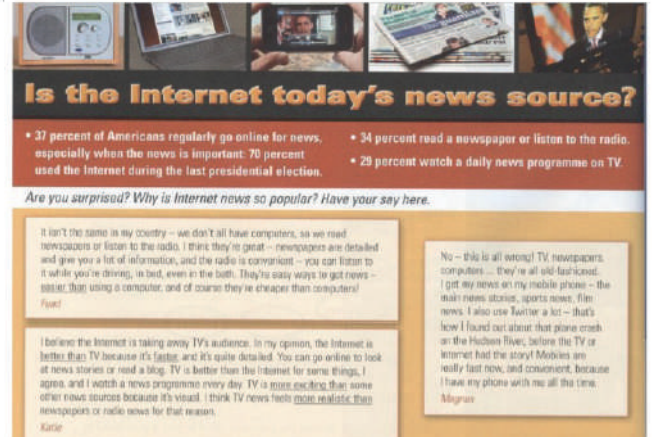 Is the Internet today's news source?
• 37 percent of Americans regularly go online for news,
especially when the news is important: 70 percent
used the Internet during the last presidential election.
• 34 percent read a newspaper or listen to the radio.
• 29 percent watch a daily news programme on TV.
Are you surprised? Why is Internet news so popular? Have your say here.
It isn't the same in my country – we don't all have computers, so we read
newspapers or listen to the radio. I think they're great – newspapers are detailed
and give you a lot of information, and the radio is convenient – you can listen to
it while you're driving, in bed, even in the bath. They're easy ways to get news –
easier than using a computer, and of course they're cheaper than computers!
I believe the Internet is taking away TV's audience. In my opinion, the Internet is
better than TV because it's faster and it's quite detailed. You can go online to look
at news stories or read a blog. TV is better than the Internet for some things, I
agree, and I watch a news programme every day. TV is more exciting than some
other news sources because it's visual. I think TV news feels more realistic than
newspapers or radio news for that reason.
Katie
No – this is all wrong! TV, newspapers,
computers ... they're all old-fashioned.
I get my news on my mobile phone – the
main news stories, sports news, film
news. I also use Twitter a lot – that's
how I found out about that plane crash
on the Hudson River, before the TV or
Internet had the story! Mobiles are
really fast now, and convenient, because
I have my phone with me all the time.
Magnus